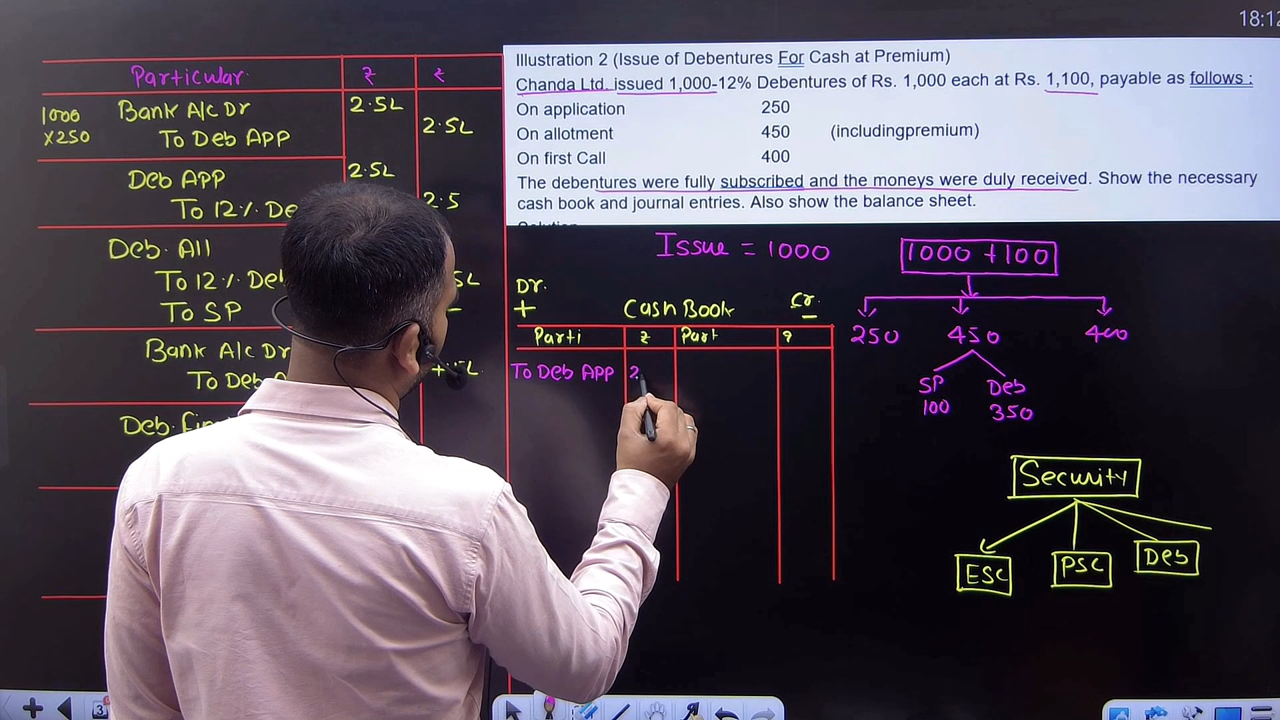 18:12
Particular ₹ ₹
1000
X250
Bank A/c Dr 2.5L
To Deb APP 2.5L
Deb APP 2.5L
To 12% De 2.5
Deb. All
To 12% Deb 5L
To SP
Bank A/c Dr
To Deb
Deb. Fi
Illustration 2 (Issue of Debentures For Cash at Premium)
Chanda Ltd. issued 1,000-12% Debentures of Rs. 1,000 each at Rs. 1,100, payable as follows :
On application 250
On allotment 450 (includingpremium)
On first Call 400
The debentures were fully subscribed and the moneys were duly received. Show the necessary
cash book and journal entries. Also show the balance sheet.
Issue = 1000
Dr. Cr.
+ Cash Book –
Parti ₹ Part ₹
To Deb APP 2
1000 + 100
250 450 400
SP Deb
100 350
Security
ESC PSC Deb
3